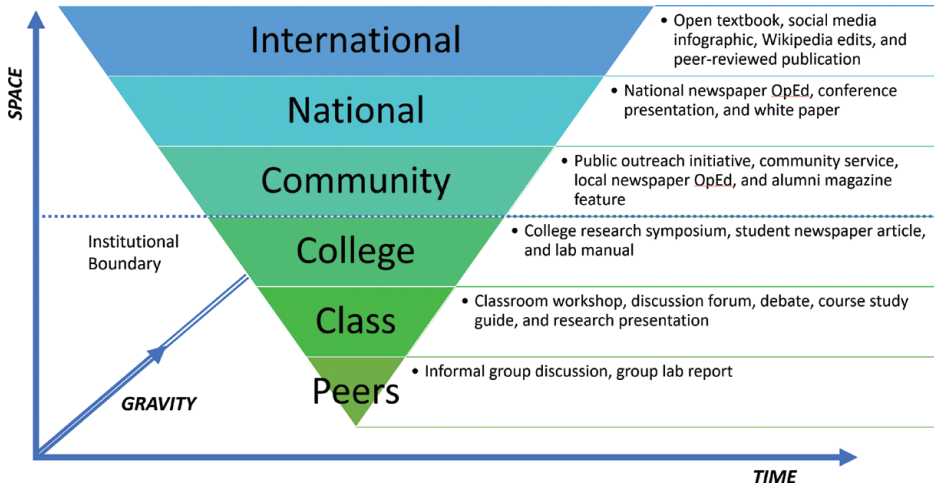 SPACE
International
• Open textbook, social media
infographic, Wikipedia edits, and
peer-reviewed publication
National
• National newspaper OpEd, conference
presentation, and white paper
Community
• Public outreach initiative, community service,
local newspaper OpEd, and alumni magazine
feature
Institutional
Boundary
College
• College research symposium, student newspaper article,
and lab manual
Class
• Classroom workshop, discussion forum, debate, course study
guide, and research presentation
Peers
• Informal group discussion, group lab report
GRAVITY
TIME